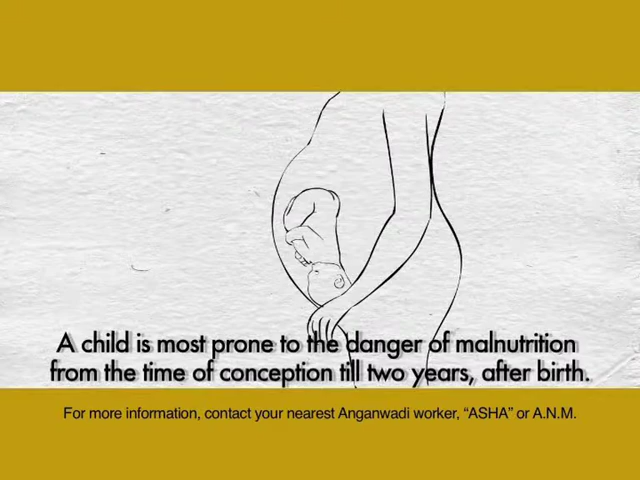 A child is most prone to the danger of malnutrition
from the time of conception till two years, after birth.
For more information, contact your nearest Anganwadi worker, “ASHA” or A.N.M.